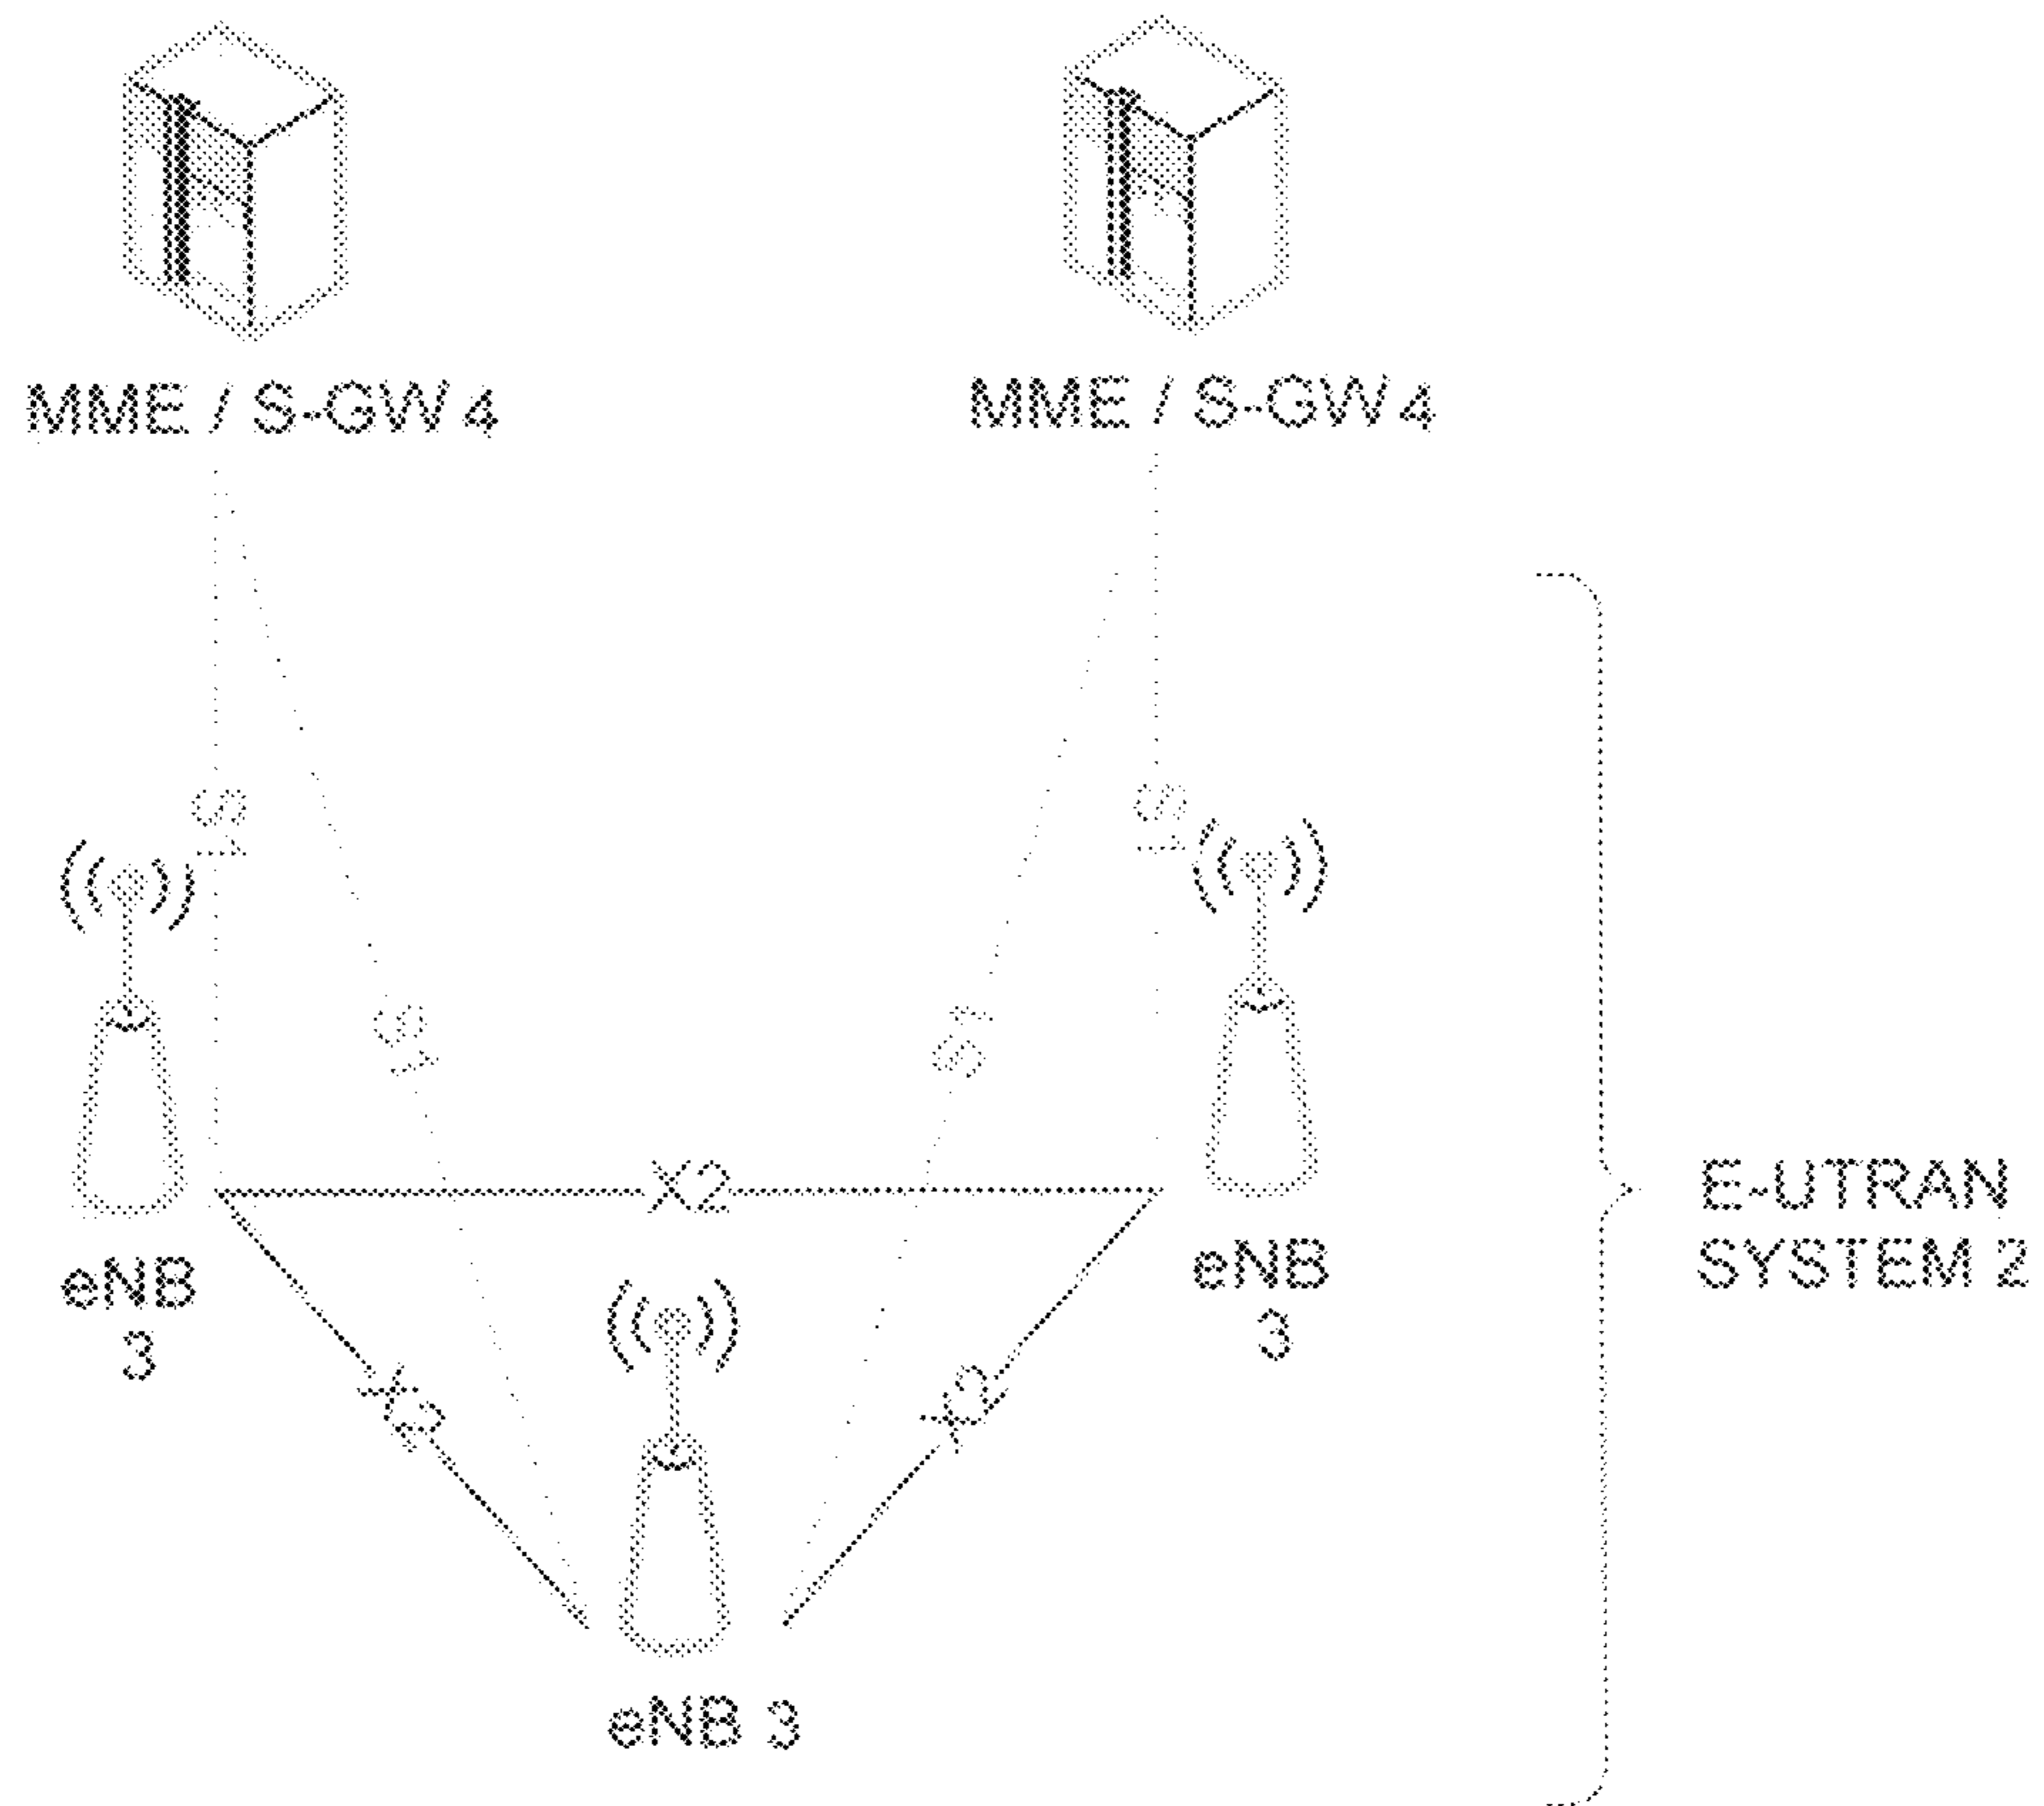 MME / S-GW 4
MME / S-GW 4
S1
S1
S1
S1
X2
E-UTRAN
SYSTEM 2
eNB
3
eNB
3
X2
X2
eNB 3